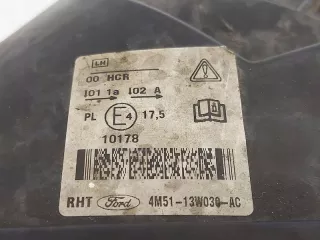 LH
00 HCR
I01 1a I02 A
PL E4 17,5
10178
RHT Ford 4M51-13W030-AC